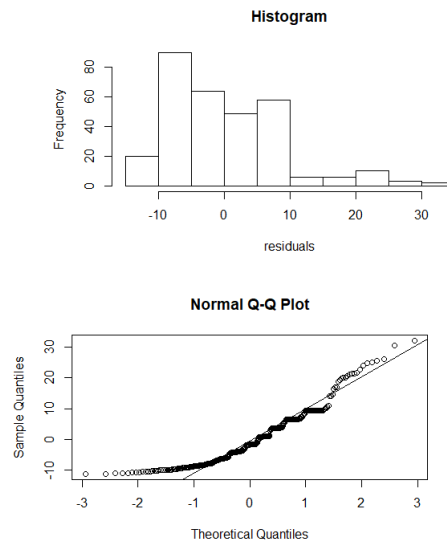 Histogram
Frequency
80
60
40
20
0
-10 0 10 20 30
residuals
Normal Q-Q Plot
Sample Quantiles
30
20
10
0
-10
-3 -2 -1 0 1 2 3
Theoretical Quantiles